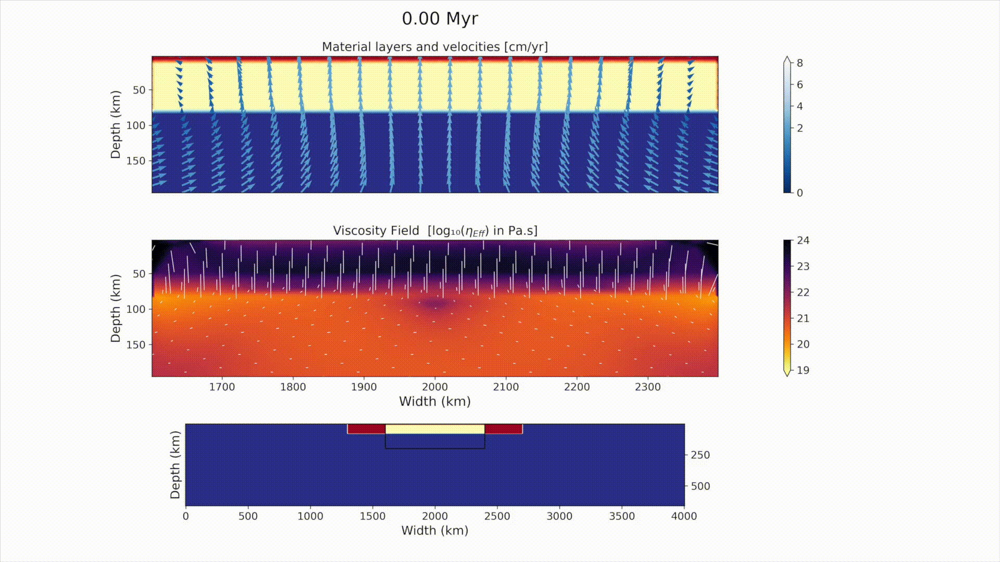 0.00 Myr
Material layers and velocities [cm/yr]
Depth (km)
50
100
150
8
6
4
2
0
Viscosity Field [log₁₀(η_Eff) in Pa.s]
Depth (km)
50
100
150
24
23
22
21
20
19
1700 1800 1900 2000 2100 2200 2300
Width (km)
Depth (km)
250
500
0 500 1000 1500 2000 2500 3000 3500 4000
Width (km)